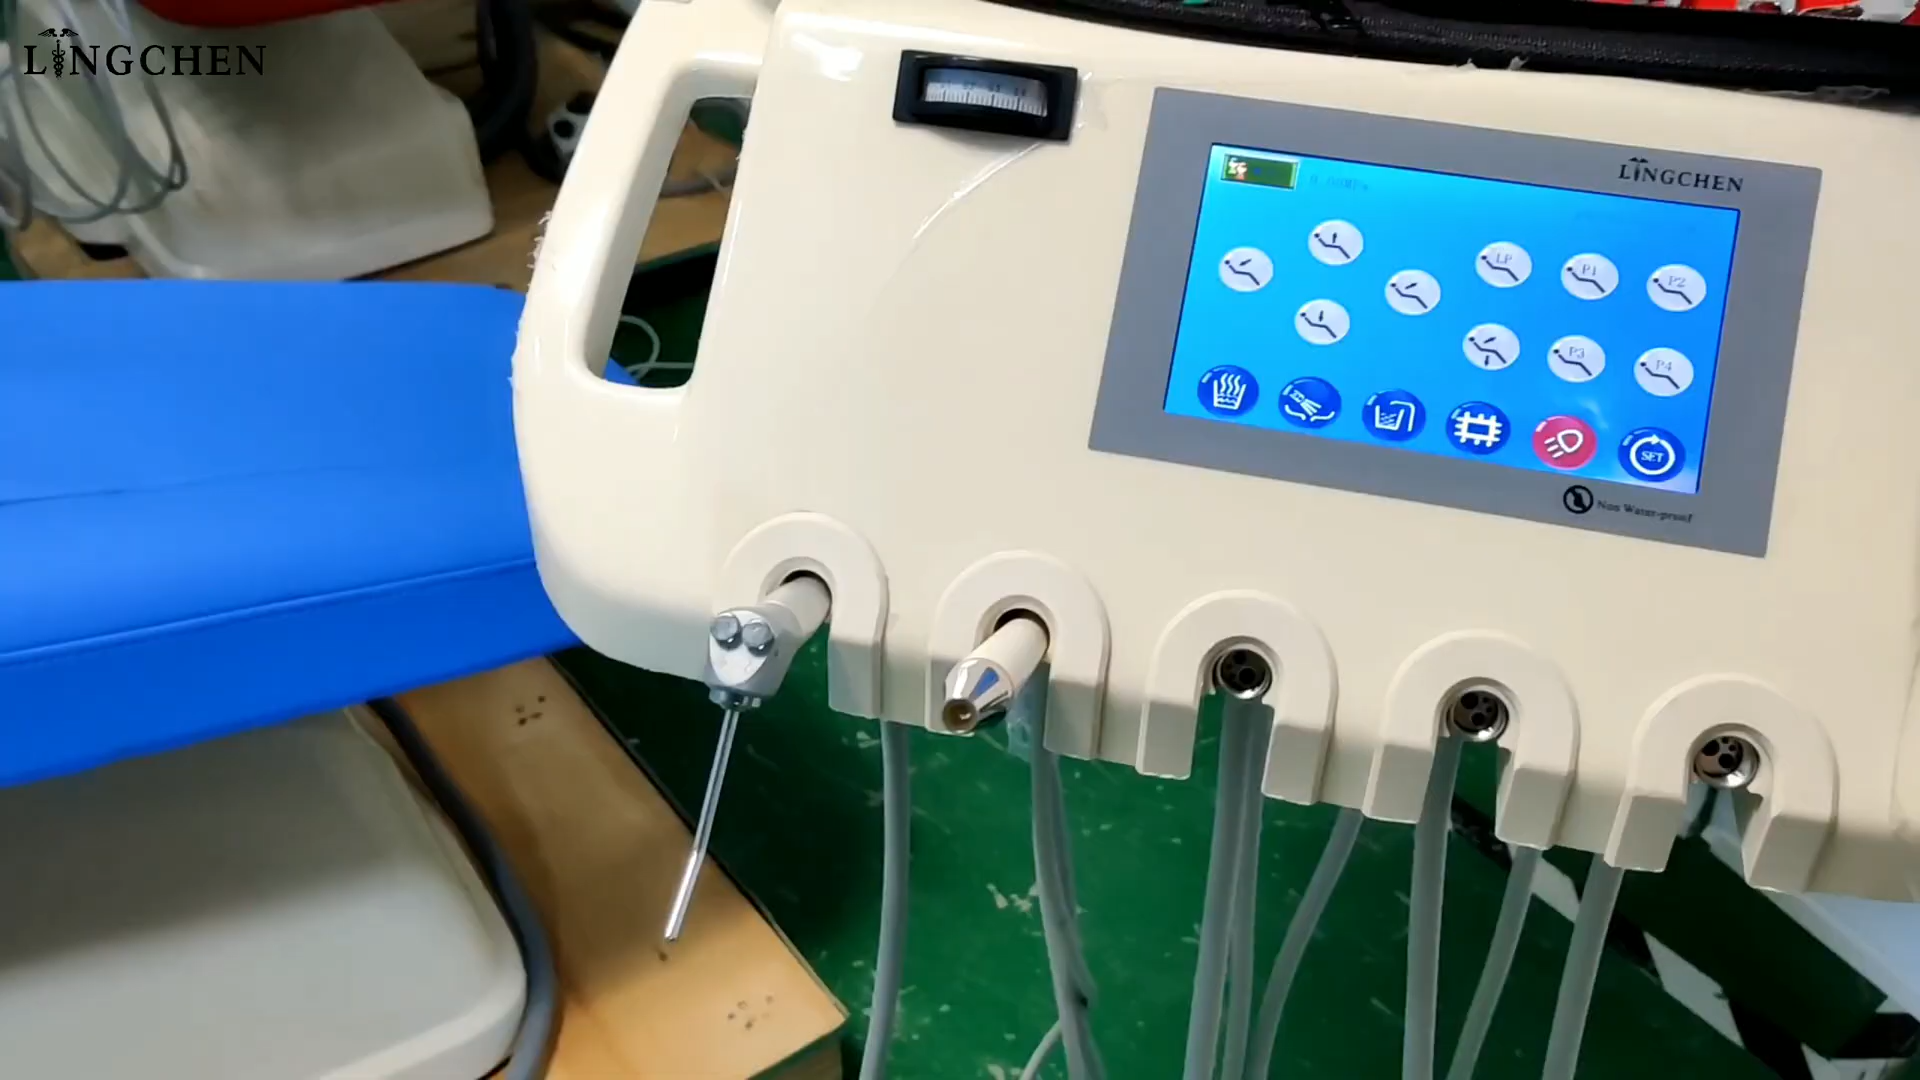 LINGCHEN
LINGCHEN
LP
P1
P2
P3
P4
SET
Non Water-proof